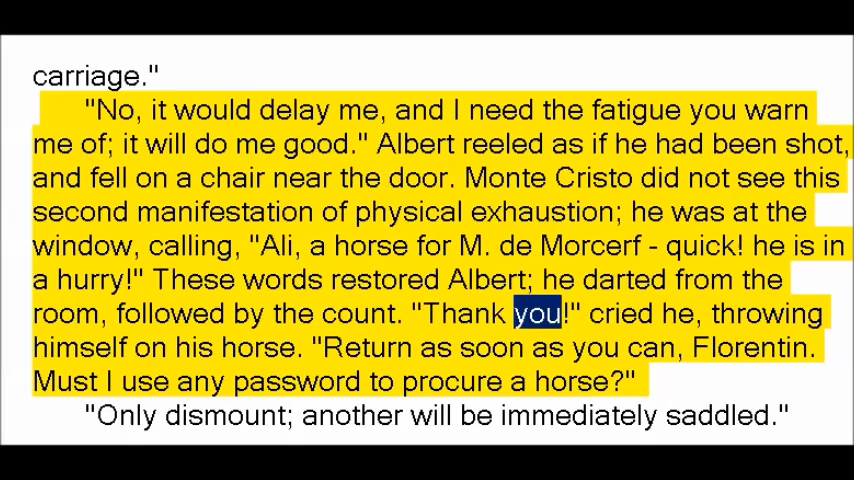 carriage."
"No, it would delay me, and I need the fatigue you warn
me of; it will do me good." Albert reeled as if he had been shot,
and fell on a chair near the door. Monte Cristo did not see this
second manifestation of physical exhaustion; he was at the
window, calling, "Ali, a horse for M. de Morcerf - quick! he is in
a hurry!" These words restored Albert; he darted from the
room, followed by the count. "Thank you!" cried he, throwing
himself on his horse. "Return as soon as you can, Florentin.
Must I use any password to procure a horse?"
"Only dismount; another will be immediately saddled."